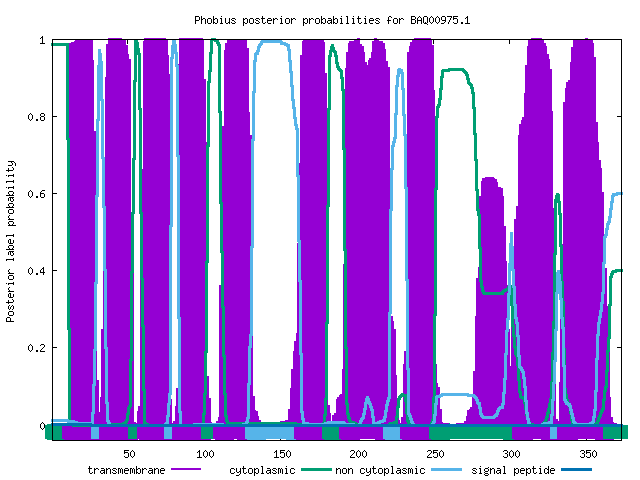 Phobius posterior probabilities for BAQ00975.1
1
0.8
0.6
0.4
0.2
0
Posterior label probability
50 100 150 200 250 300 350
transmembrane cytoplasmic non cytoplasmic signal peptide